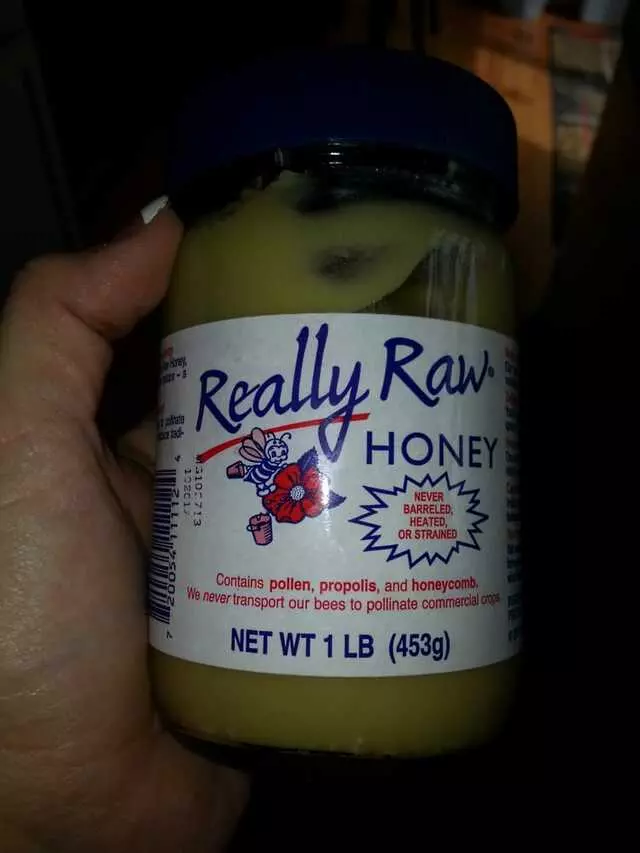 Really Raw
HONEY
NEVER
BARRELED,
HEATED,
OR STRAINED
Contains pollen, propolis, and honeycomb.
We never transport our bees to pollinate commercial crops.
NET WT 1 LB (453g)